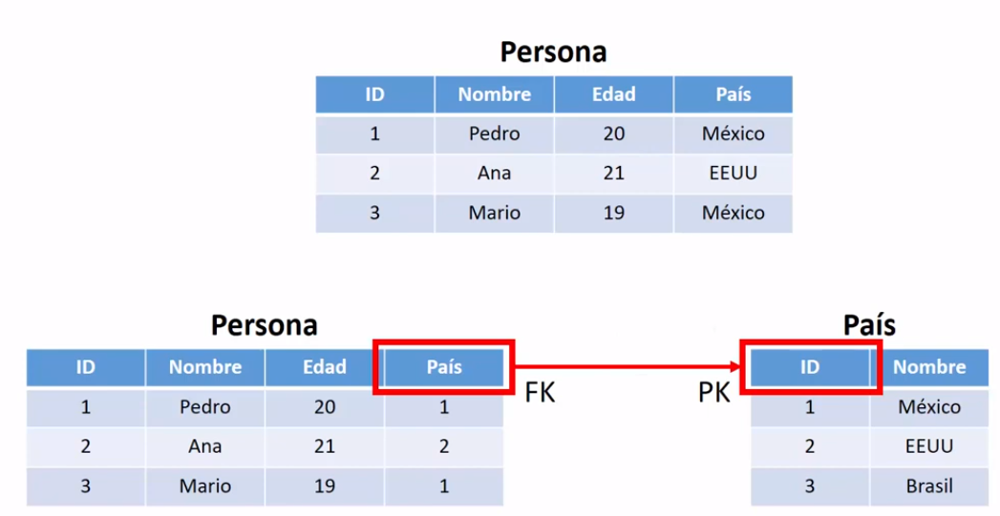 Persona
ID Nombre Edad País
1 Pedro 20 México
2 Ana 21 EEUU
3 Mario 19 México
Persona
ID Nombre Edad País
1 Pedro 20 1
2 Ana 21 2
3 Mario 19 1
FK PK
País
ID Nombre
1 México
2 EEUU
3 Brasil